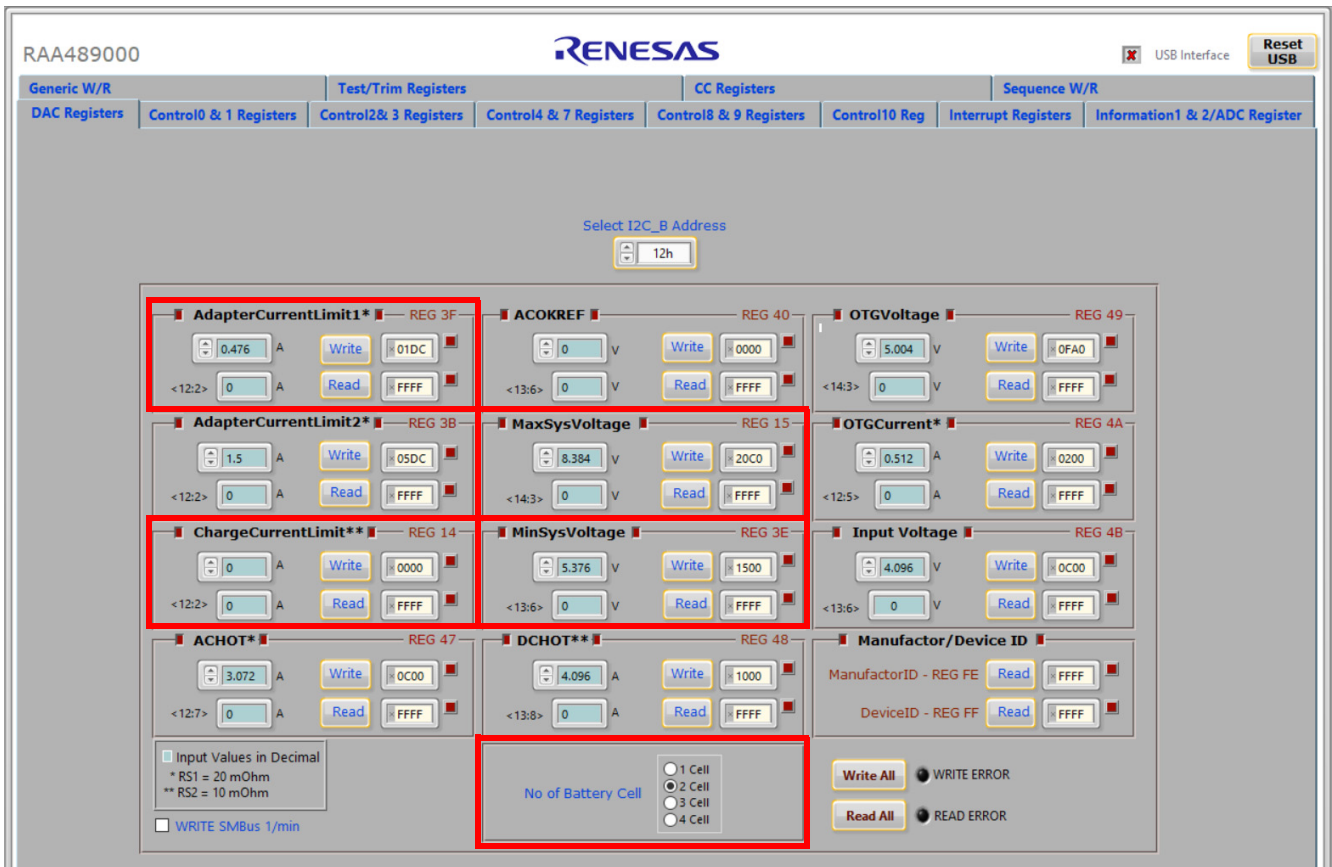 RAA489000
RENESAS
USB Interface
Reset USB
Generic W/R
Test/Trim Registers
CC Registers
Sequence W/R
DAC Registers
Control0 & 1 Registers
Control2& 3 Registers
Control4 & 7 Registers
Control8 & 9 Registers
Control10 Reg
Interrupt Registers
Information1 & 2/ADC Register
Select I2C_B Address
12h
AdapterCurrentLimit1* REG 3F
0.476 A Write ×01DC
<12:2> 0 A Read ×FFFF
ACOKREF REG 40
0 V Write ×0000
<13:6> 0 V Read ×FFFF
OTGVoltage REG 49
5.004 V Write ×0FA0
<14:3> 0 V Read ×FFFF
AdapterCurrentLimit2* REG 3B
1.5 A Write ×05DC
<12:2> 0 A Read ×FFFF
MaxSysVoltage REG 15
8.384 V Write ×20C0
<14:3> 0 V Read ×FFFF
OTGCurrent* REG 4A
0.512 A Write ×0200
<12:5> 0 A Read ×FFFF
ChargeCurrentLimit** REG 14
0 A Write ×0000
<12:2> 0 A Read ×FFFF
MinSysVoltage REG 3E
5.376 V Write ×1500
<13:6> 0 V Read ×FFFF
Input Voltage REG 4B
4.096 V Write ×0C00
<13:6> 0 V Read ×FFFF
ACHOT* REG 47
3.072 A Write ×0C00
<12:7> 0 A Read ×FFFF
DCHOT** REG 48
4.096 A Write ×1000
<13:8> 0 A Read ×FFFF
Manufactor/Device ID
ManufactorID - REG FE Read ×FFFF
DeviceID - REG FF Read ×FFFF
Input Values in Decimal
* RS1 = 20 mOhm
** RS2 = 10 mOhm
WRITE SMBus 1/min
No of Battery Cell
1 Cell
2 Cell
3 Cell
4 Cell
Write All WRITE ERROR
Read All READ ERROR